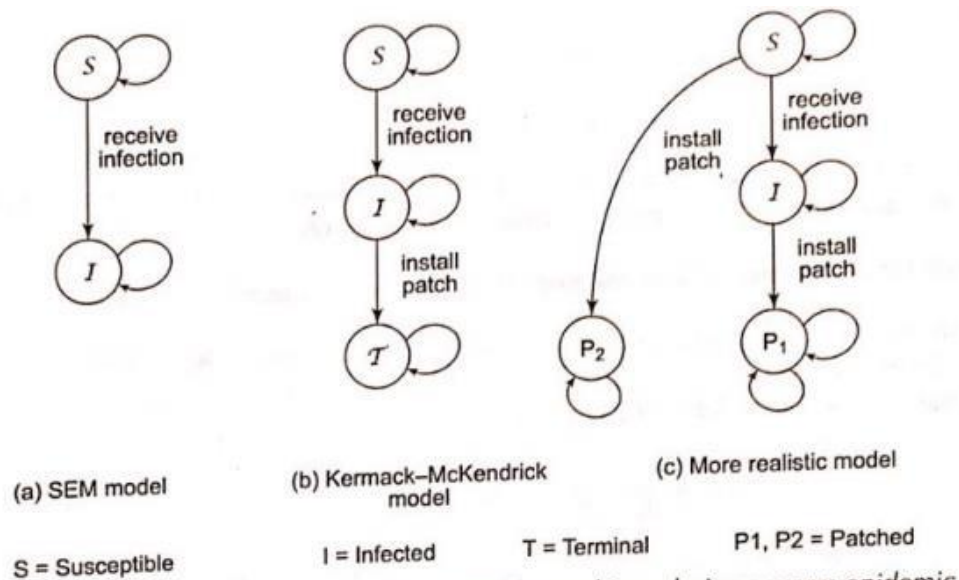 S
receive
infection
I
S
receive
infection
I
install
patch
T
S
install
patch
receive
infection
I
install
patch
P2
P1
(a) SEM model
(b) Kermack–McKendrick
model
(c) More realistic model
S = Susceptible
I = Infected
T = Terminal
P1, P2 = Patched
epidemic